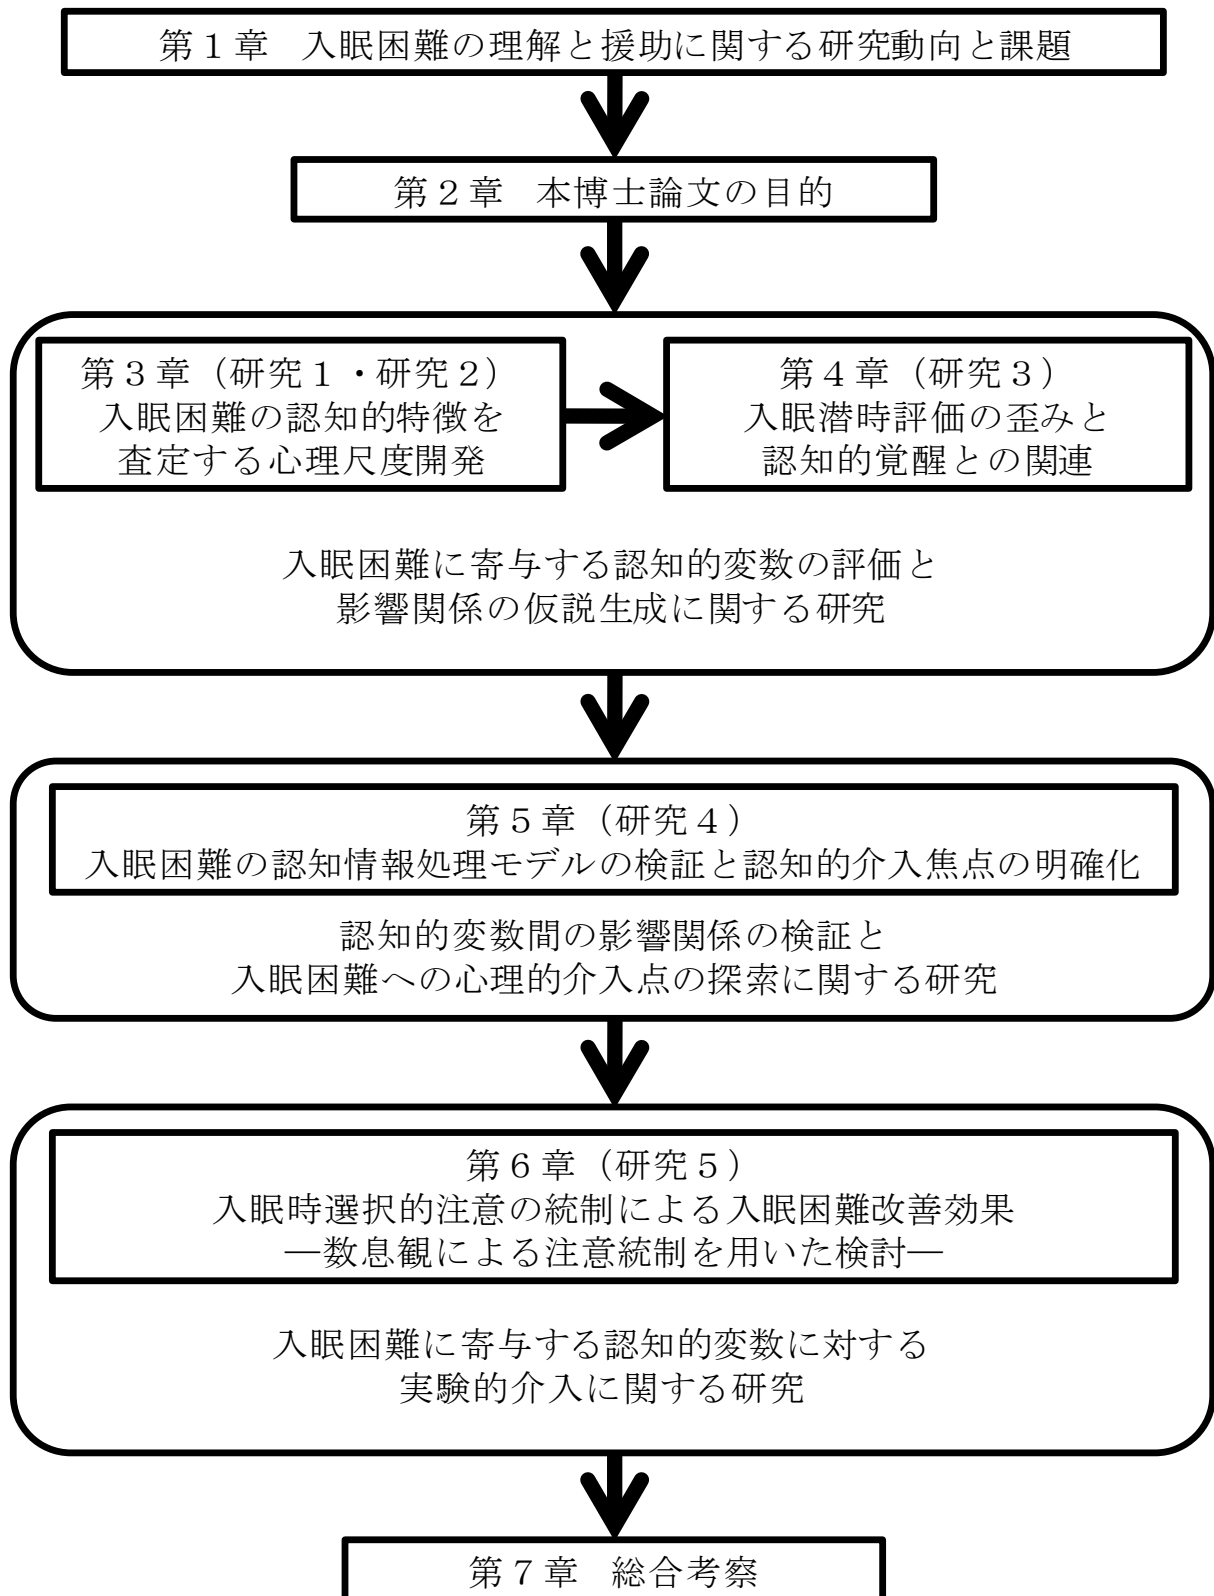 第１章　入眠困難の理解と援助に関する研究動向と課題
第２章　本博士論文の目的
第３章（研究１・研究２）
入眠困難の認知的特徴を
査定する心理尺度開発
第４章（研究３）
入眠潜時評価の歪みと
認知的覚醒との関連
入眠困難に寄与する認知的変数の評価と
影響関係の仮説生成に関する研究
第５章（研究４）
入眠困難の認知情報処理モデルの検証と認知的介入焦点の明確化
認知的変数間の影響関係の検証と
入眠困難への心理的介入点の探索に関する研究
第６章（研究５）
入眠時選択的注意の統制による入眠困難改善効果
―数息観による注意統制を用いた検討―
入眠困難に寄与する認知的変数に対する
実験的介入に関する研究
第７章　総合考察